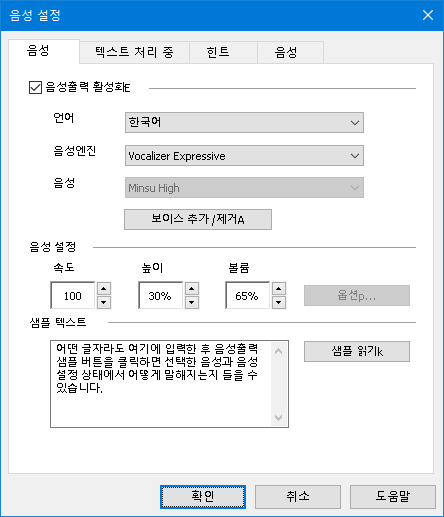 음성 설정
음성 텍스트 처리 중 힌트 음성
음성출력 활성화E
언어 한국어
음성엔진 Vocalizer Expressive
음성 Minsu High
보이스 추가/제거A
음성 설정
속도 높이 볼륨
100 30% 65% 옵션p...
샘플 텍스트
어떤 글자라도 여기에 입력한 후 음성출력
샘플 버튼을 클릭하면 선택한 음성과 음성
설정 상태에서 어떻게 말해지는지 들을 수
있습니다.
샘플 읽기k
확인 취소 도움말